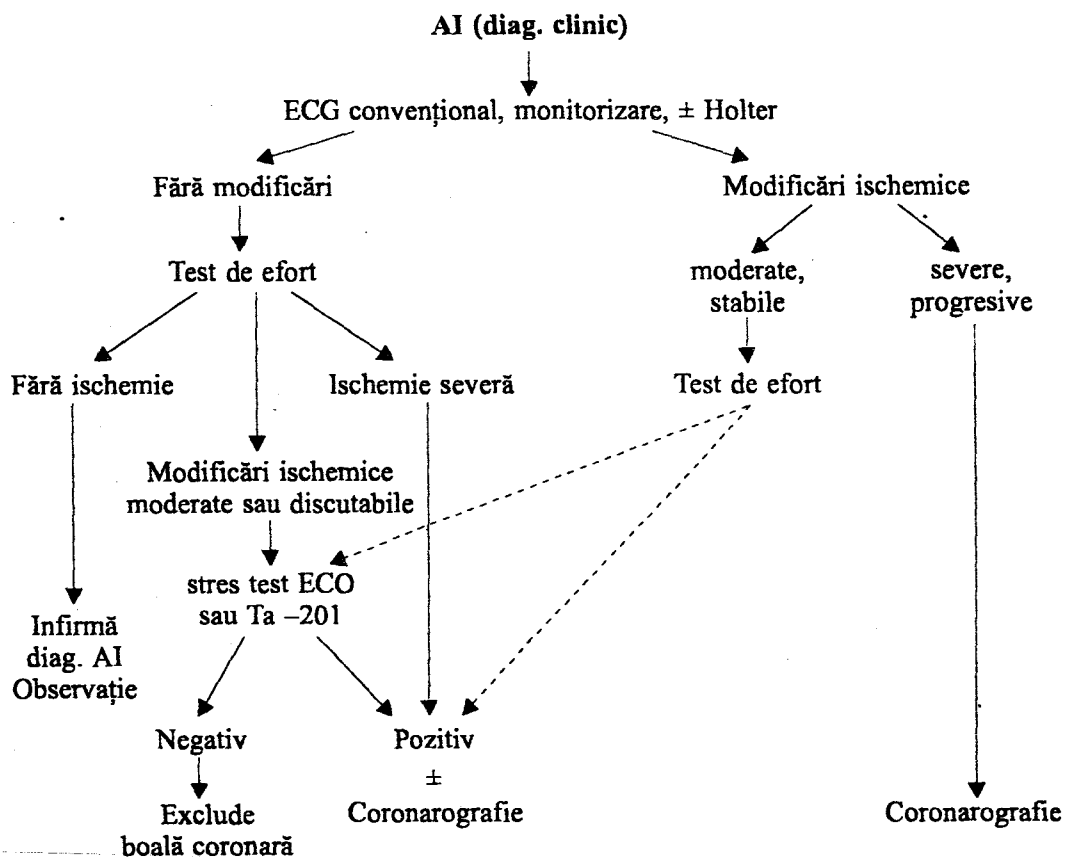 AI (diag. clinic)
ECG convențional, monitorizare, ± Holter
Fără modificări
Modificări ischemice
Test de efort
moderate,
stabile
severe,
progresive
Fără ischemie
Ischemie severă
Test de efort
Modificări ischemice
moderate sau discutabile
stres test ECO
sau Ta –201
Infirmă
diag. AI
Observație
Negativ
Pozitiv
±
Exclude
boală coronară
Coronarografie
Coronarografie